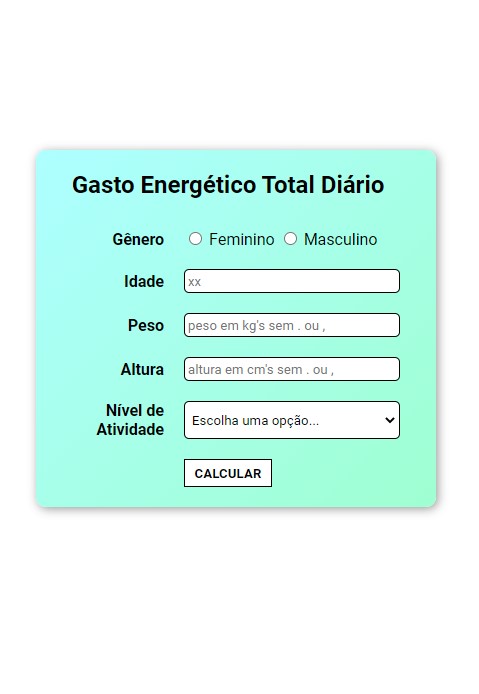 Gasto Energético Total Diário
Gênero Feminino Masculino
Idade xx
Peso peso em kg's sem . ou ,
Altura altura em cm's sem . ou ,
Nível de
Atividade
Escolha uma opção...
CALCULAR